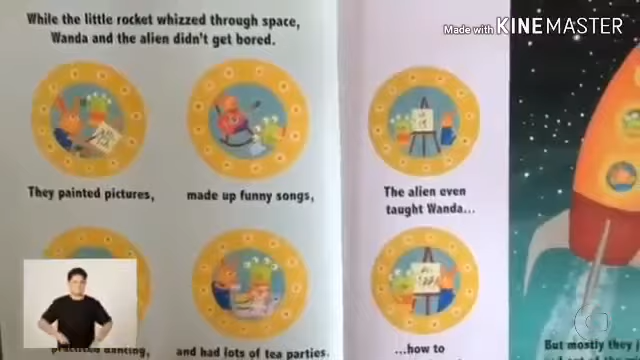 While the little rocket whizzed through space,
Wanda and the alien didn't get bored.
They painted pictures,
made up funny songs,
practiced dancing,
and had lots of tea parties.
The alien even
taught Wanda...
...how to
But mostly they
Made with KINEMASTER